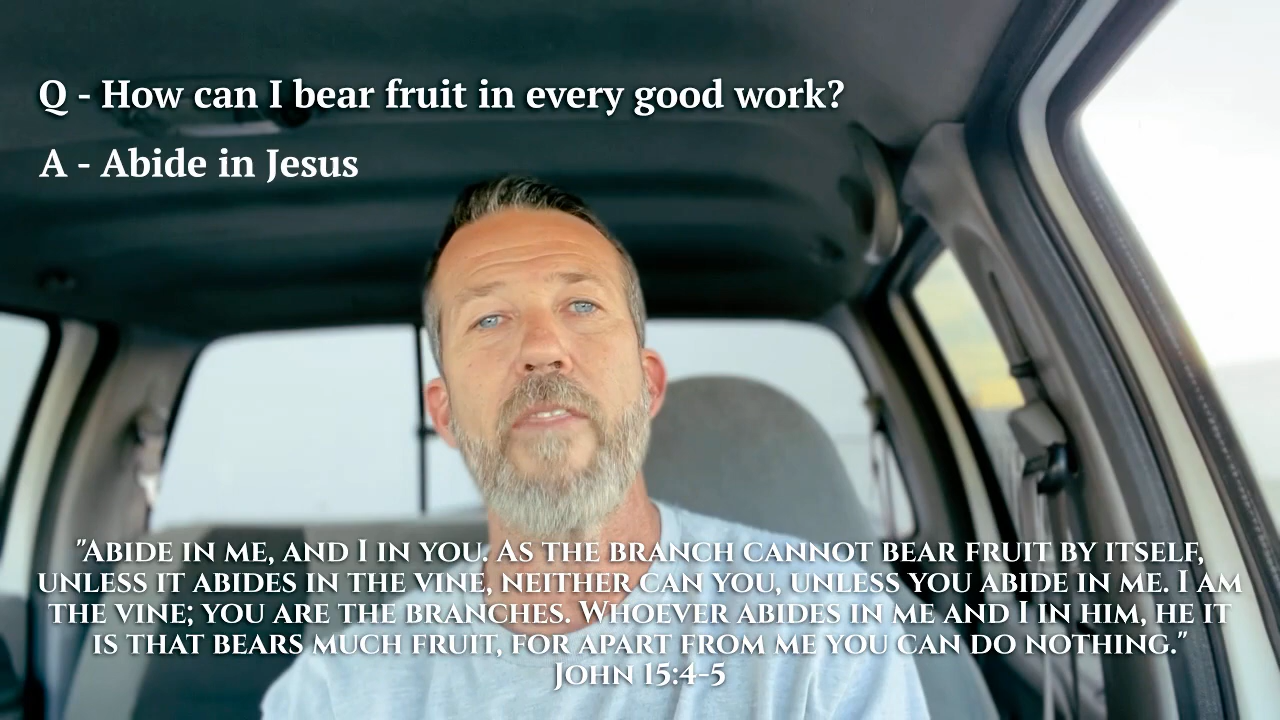 Q - How can I bear fruit in every good work?
A - Abide in Jesus
"Abide in me, and I in you. As the branch cannot bear fruit by itself,
unless it abides in the vine, neither can you, unless you abide in me. I am
the vine; you are the branches. Whoever abides in me and I in him, he it
is that bears much fruit, for apart from me you can do nothing."
John 15:4-5